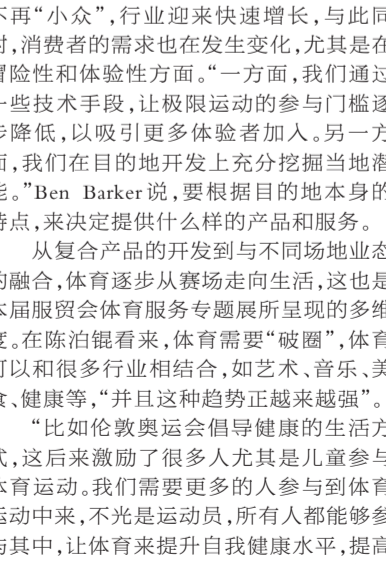 不再“小众”，行业迎来快速增长，与此同
时，消费者的需求也在发生变化，尤其是在
冒险性和体验性方面。“一方面，我们通过
一些技术手段，让极限运动的参与门槛逐
步降低，以吸引更多体验者加入。另一方
面，我们在目的地开发上充分挖掘当地潜
能。”Ben Barker说，要根据目的地本身的
特点，来决定提供什么样的产品和服务。
从复合产品的开发到与不同场地业态
的融合，体育逐步从赛场走向生活，这也是
本届服贸会体育服务专题展所呈现的多维
度。在陈泊锟看来，体育需要“破圈”，体育
可以和很多行业相结合，如艺术、音乐、美
食、健康等，“并且这种趋势正越来越强”。
“比如伦敦奥运会倡导健康的生活方
式，这后来激励了很多人尤其是儿童参与
体育运动。我们需要更多的人参与到体育
运动中来，不光是运动员，所有人都能够参
与其中，让体育来提升自我健康水平，提高